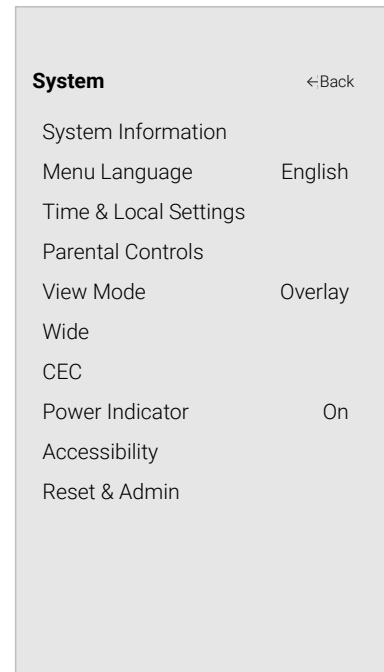 System ←Back
System Information
Menu Language English
Time & Local Settings
Parental Controls
View Mode Overlay
Wide
CEC
Power Indicator On
Accessibility
Reset & Admin